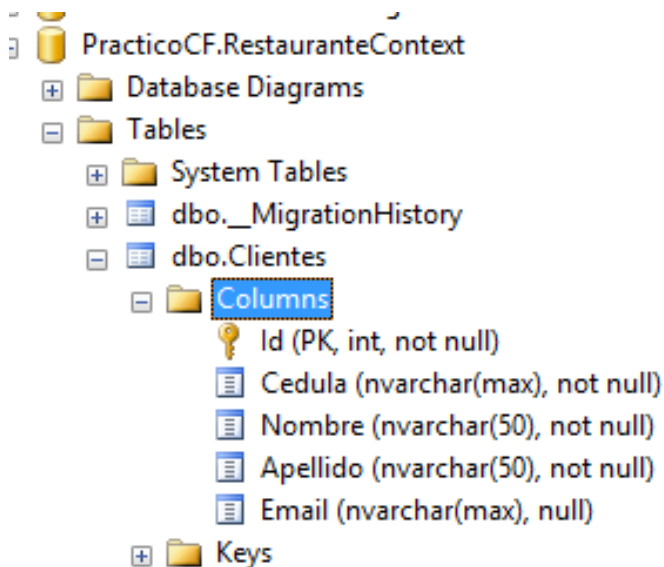 PracticoCF.RestauranteContext
Database Diagrams
Tables
System Tables
dbo.__MigrationHistory
dbo.Clientes
Columns
Id (PK, int, not null)
Cedula (nvarchar(max), not null)
Nombre (nvarchar(50), not null)
Apellido (nvarchar(50), not null)
Email (nvarchar(max), null)
Keys